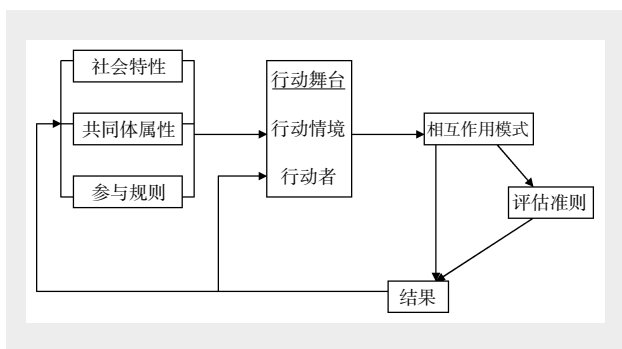 社会特性
共同体属性
参与规则
行动舞台
行动情境
行动者
相互作用模式
评估准则
结果